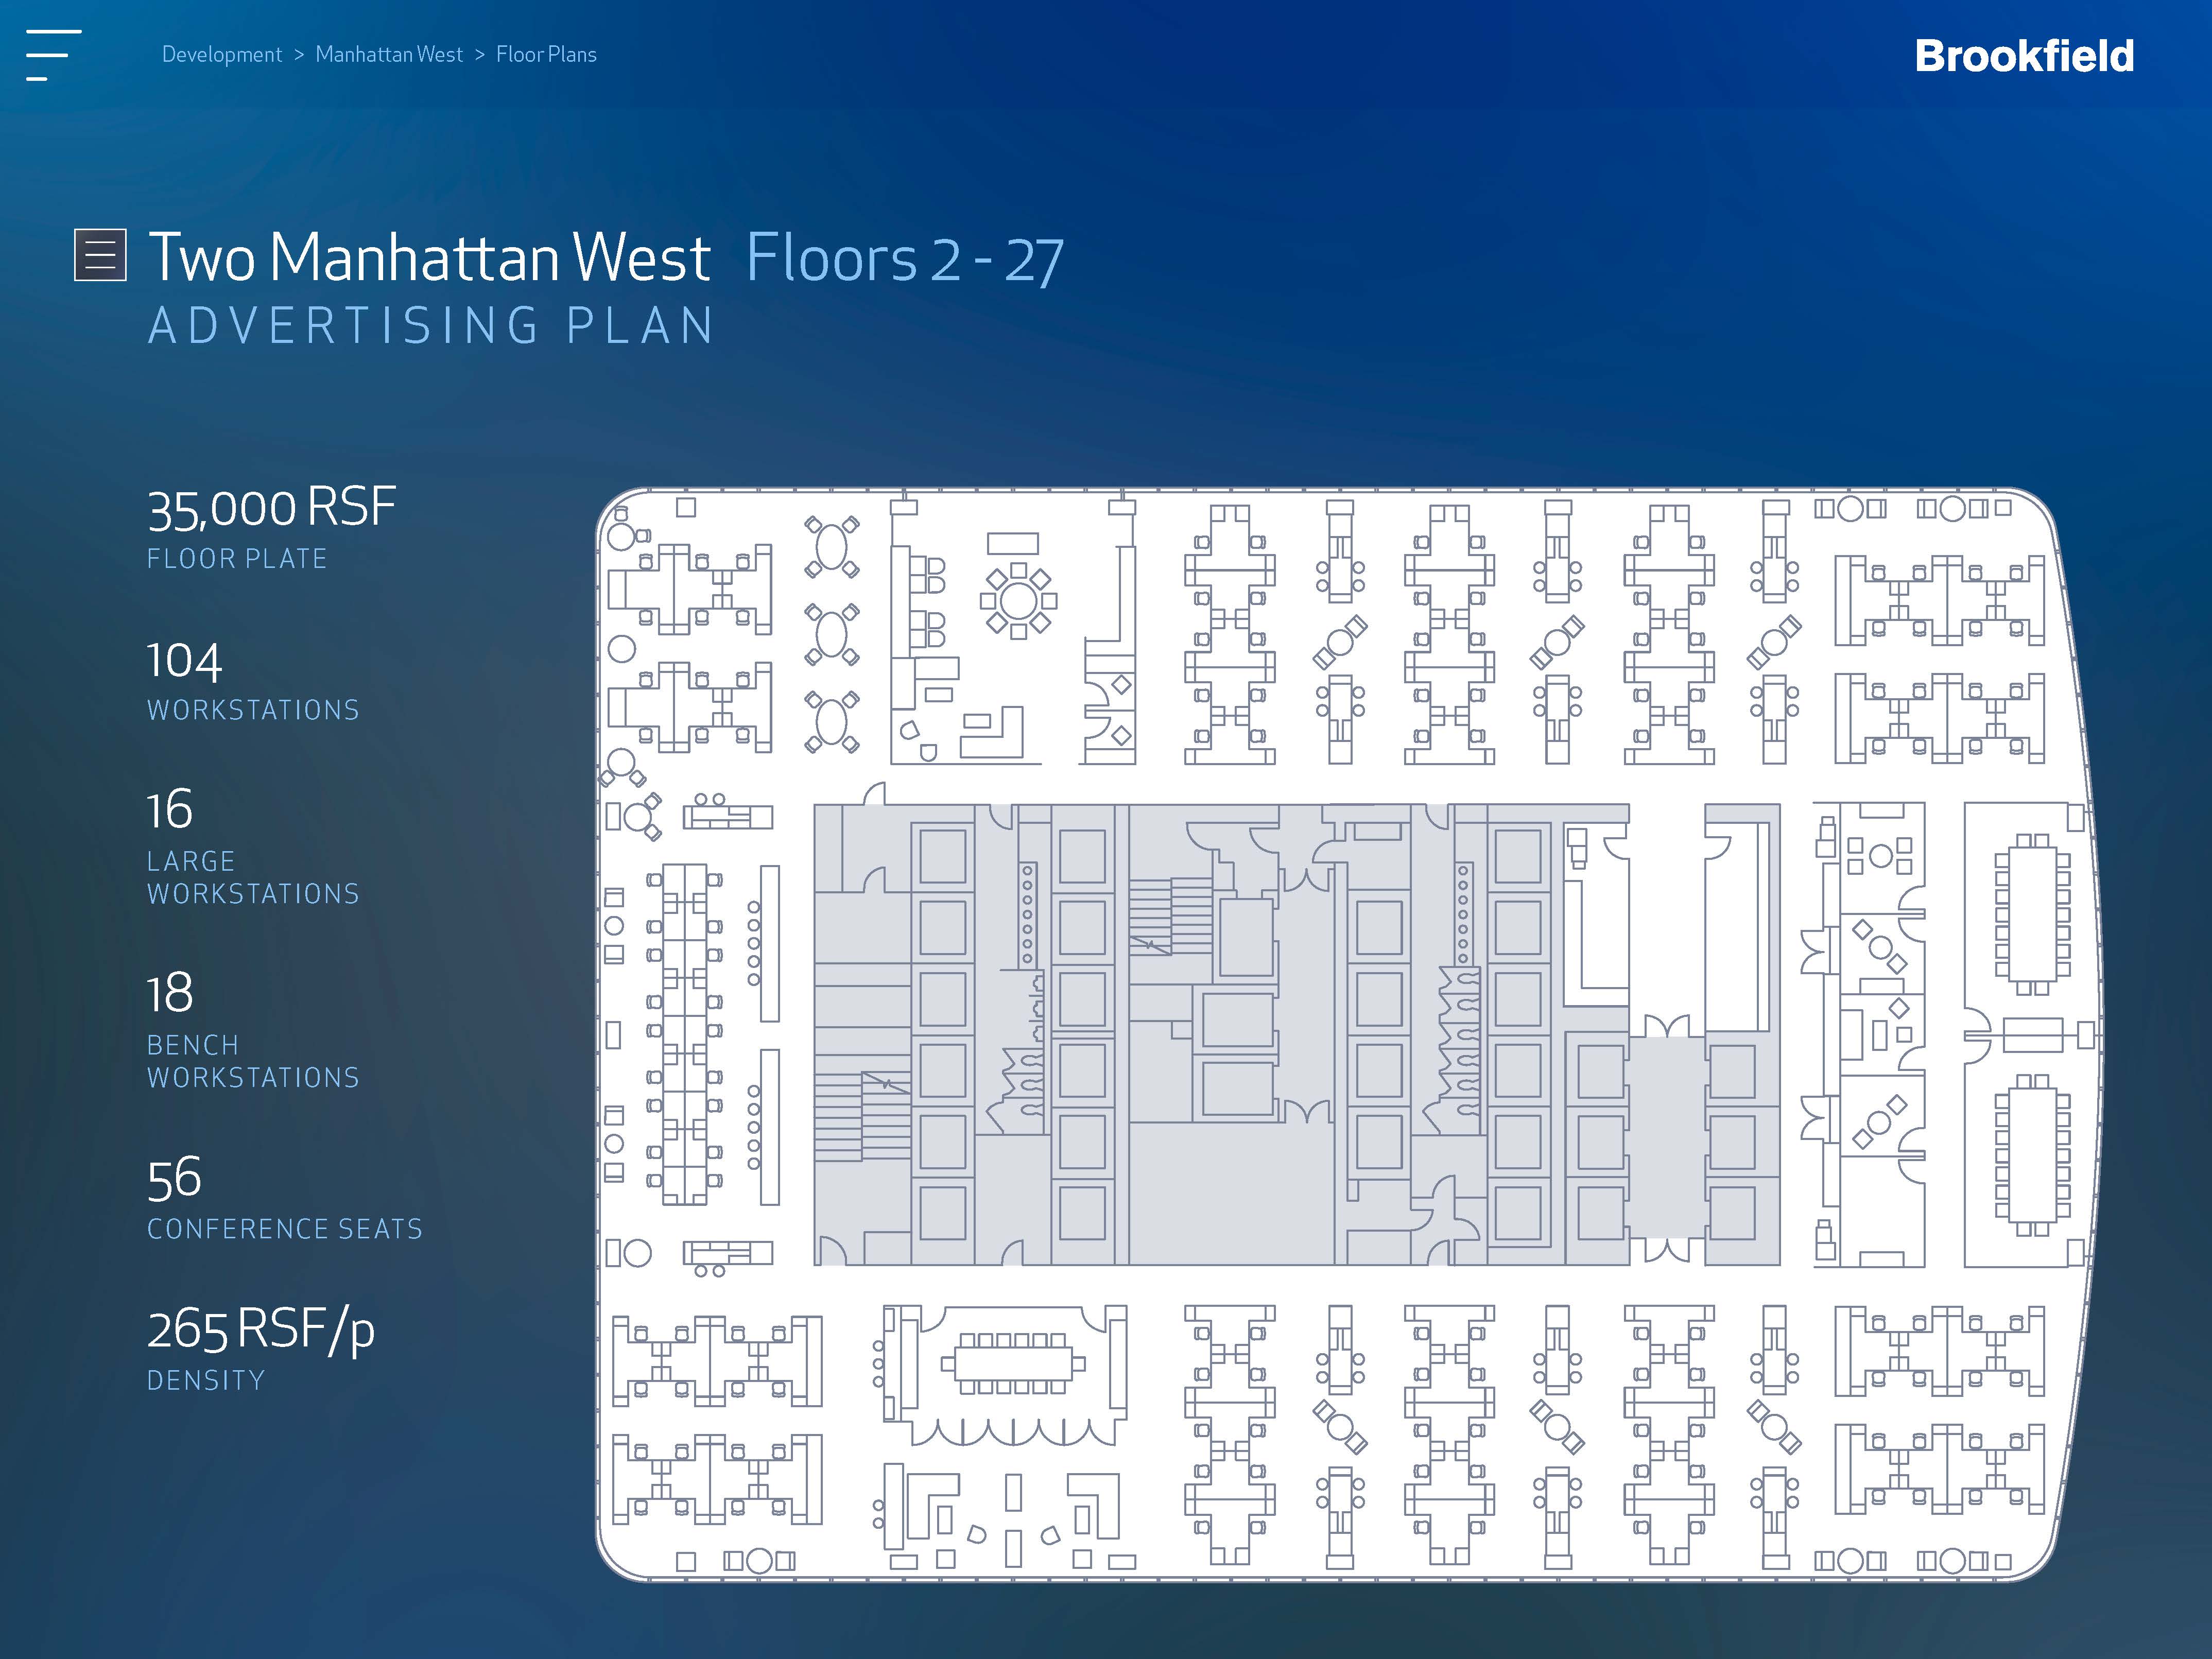 Development > Manhattan West > Floor Plans
Brookfield
Two Manhattan West Floors 2 - 27
ADVERTISING PLAN
35,000 RSF
FLOOR PLATE
104
WORKSTATIONS
16
LARGE
WORKSTATIONS
18
BENCH
WORKSTATIONS
56
CONFERENCE SEATS
265 RSF/p
DENSITY